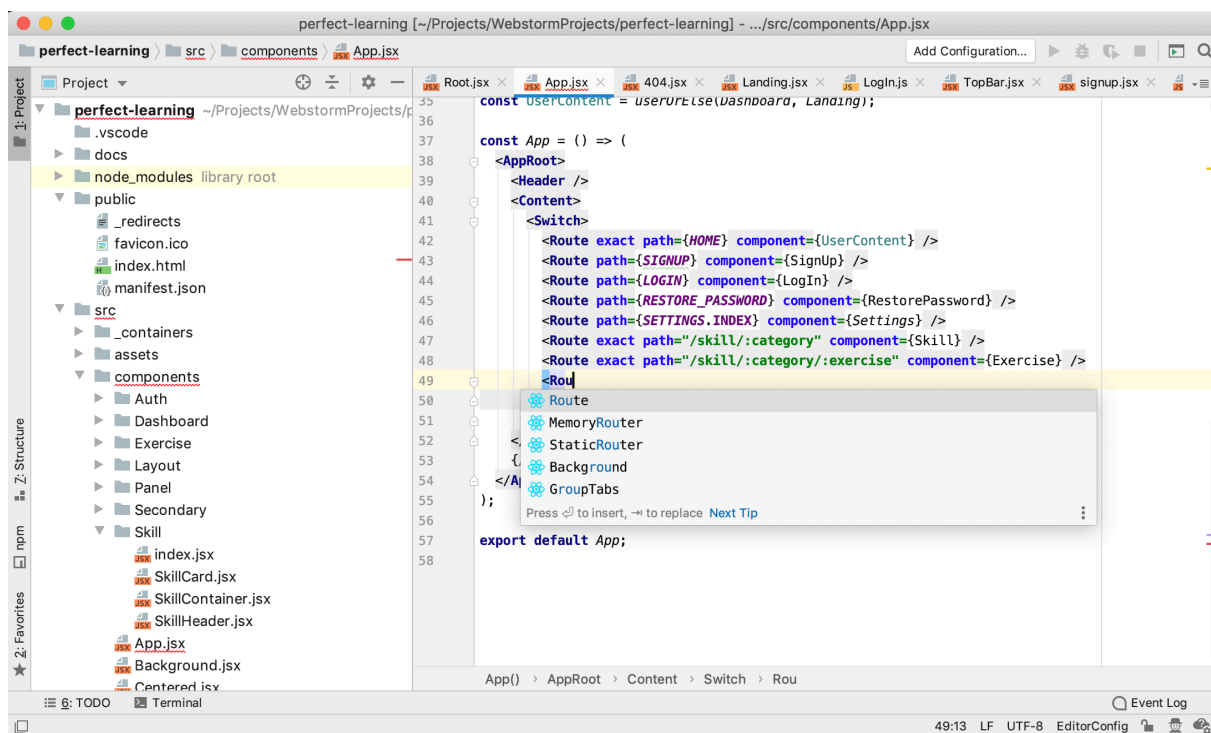 perfect-learning [~/Projects/WebstormProjects/perfect-learning] - .../src/components/App.jsx
perfect-learning src components App.jsx
Add Configuration...
1: Project
Project
Root.jsx App.jsx 404.jsx Landing.jsx LogIn.js TopBar.jsx signup.jsx
perfect-learning ~/Projects/WebstormProjects/p
.vscode
docs
node_modules library root
public
_redirects
favicon.ico
index.html
manifest.json
src
_containers
assets
components
Auth
Dashboard
Exercise
Layout
Panel
Secondary
Skill
index.jsx
SkillCard.jsx
SkillContainer.jsx
SkillHeader.jsx
App.jsx
Background.jsx
Centered.jsx
Z: Structure
npm
2: Favorites
35 const UserContent = userOrElse(Dashboard, Landing);
36
37 const App = () => (
38 <AppRoot>
39 <Header />
40 <Content>
41 <Switch>
42 <Route exact path={HOME} component={UserContent} />
43 <Route path={SIGNUP} component={SignUp} />
44 <Route path={LOGIN} component={LogIn} />
45 <Route path={RESTORE_PASSWORD} component={RestorePassword} />
46 <Route path={SETTINGS.INDEX} component={Settings} />
47 <Route exact path="/skill/:category" component={Skill} />
48 <Route exact path="/skill/:category/:exercise" component={Exercise} />
49 <Rou
50
51
52 <
53 {
54 </A
55 );
56
57 export default App;
58
Route
MemoryRouter
StaticRouter
Background
GroupTabs
Press ⏎ to insert, ⇥ to replace Next Tip
App() > AppRoot > Content > Switch > Rou
6: TODO Terminal
Event Log
49:13 LF UTF-8 EditorConfig